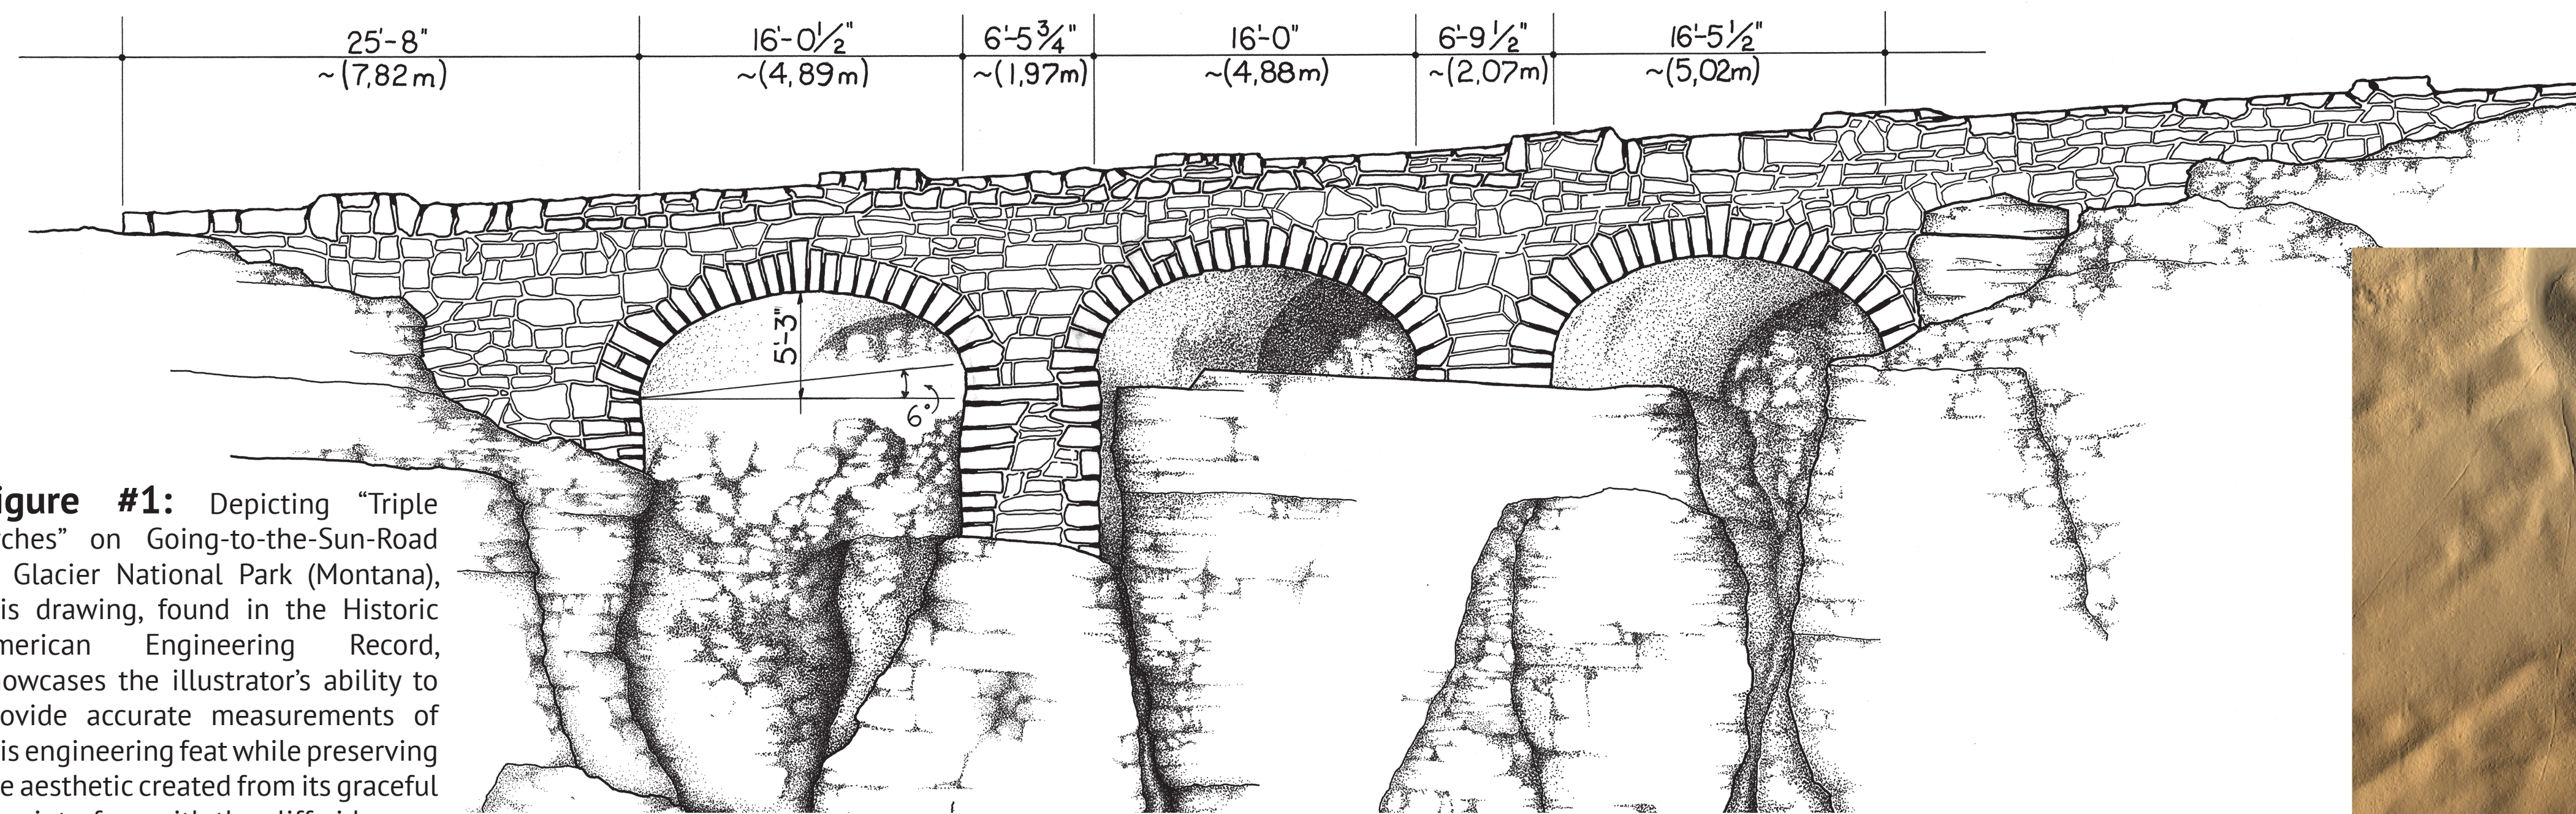 25'-8"
~(7,82m)
16'-0½"
~(4,89m)
6'-5¾"
~(1,97m)
16'-0"
~(4,88m)
6'-9½"
~(2,07m)
16'-5½"
~(5,02m)
5'-3"
6°
#1: Depicting “Triple
on Going-to-the-Sun-Road
Glacier National Park (Montana),
drawing, found in the Historic
Engineering Record,
the illustrator’s ability to
accurate measurements of
engineering feat while preserving
aesthetic created from its graceful